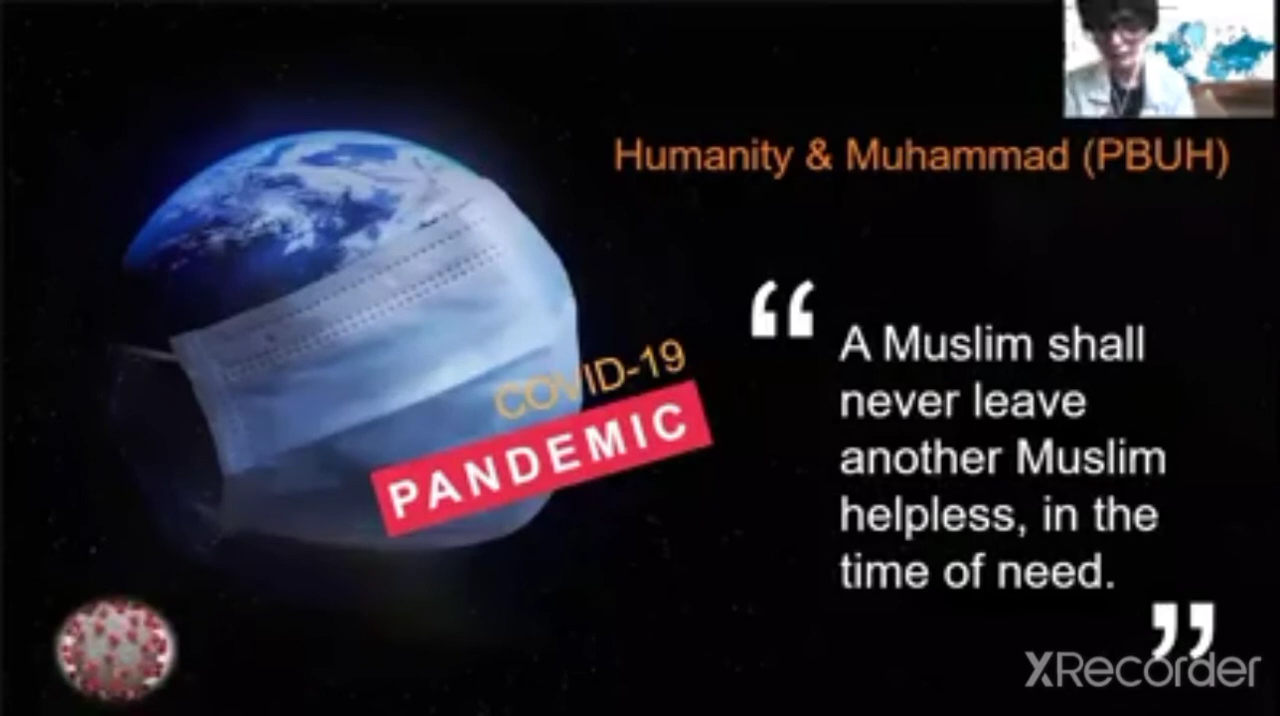 Humanity & Muhammad (PBUH)
COVID-19
PANDEMIC
“
A Muslim shall
never leave
another Muslim
helpless, in the
time of need.
”
XRecorder